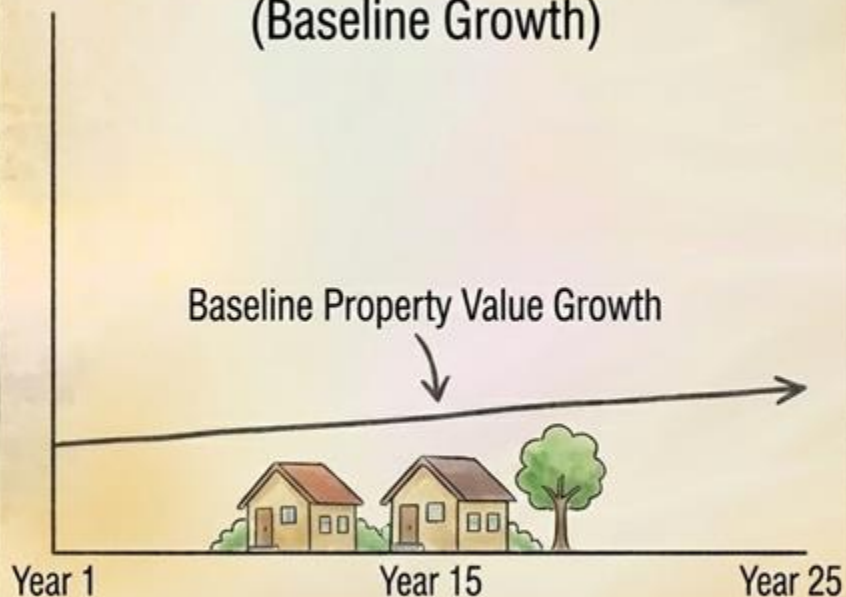 (Baseline Growth)
Baseline Property Value Growth
Year 1
Year 15
Year 25